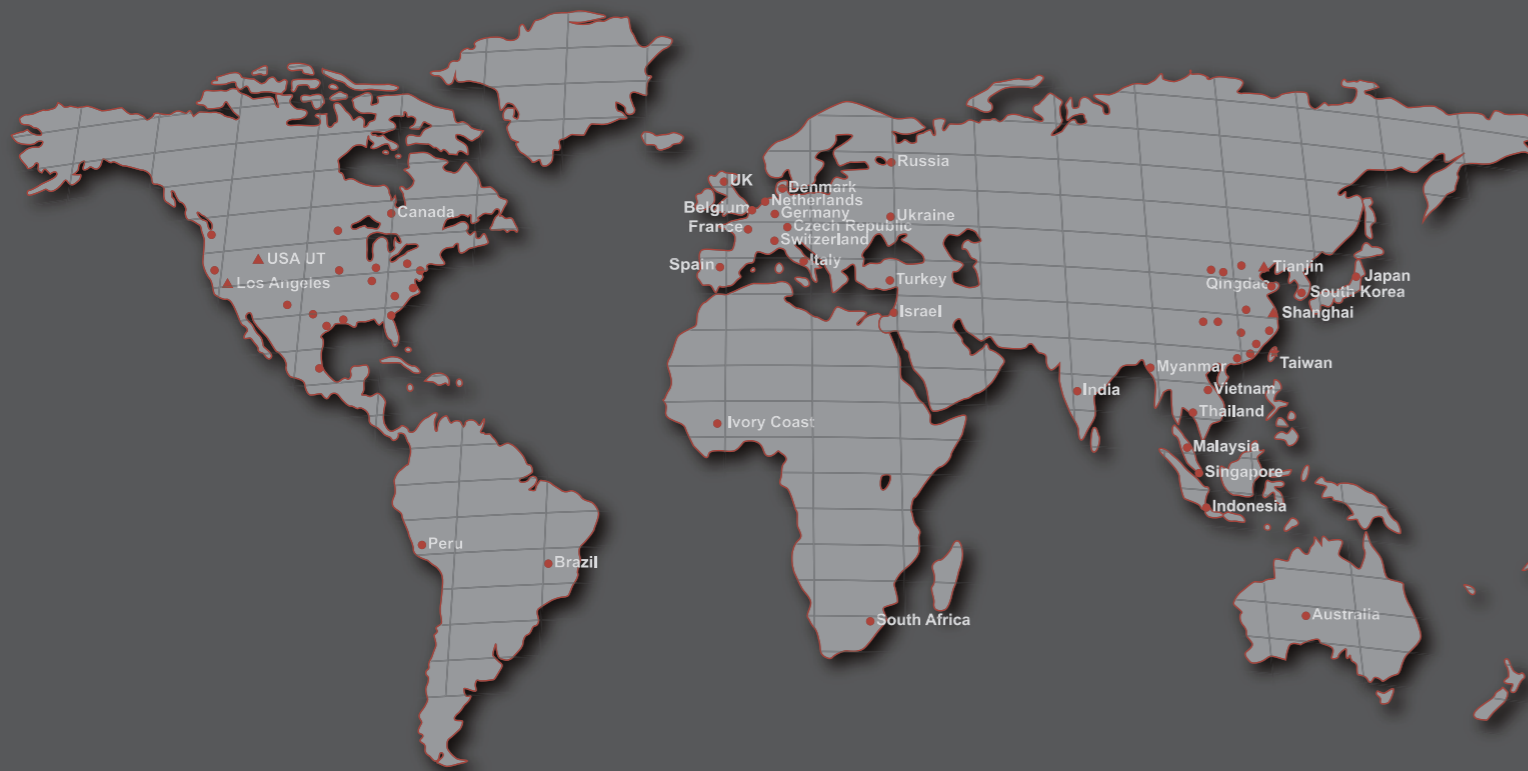 Russia
UK
Denmark
Netherlands
Belgium
Germany
Canada
Ukraine
France
Czech Republic
Switzerland
USA UT
Italy
Spain
Tianjin
Turkey
Japan
Los Angeles
Qingdao
South Korea
Israel
Shanghai
Taiwan
Myanmar
India
Vietnam
Thailand
Ivory Coast
Malaysia
Singapore
Indonesia
Peru
Brazil
Australia
South Africa